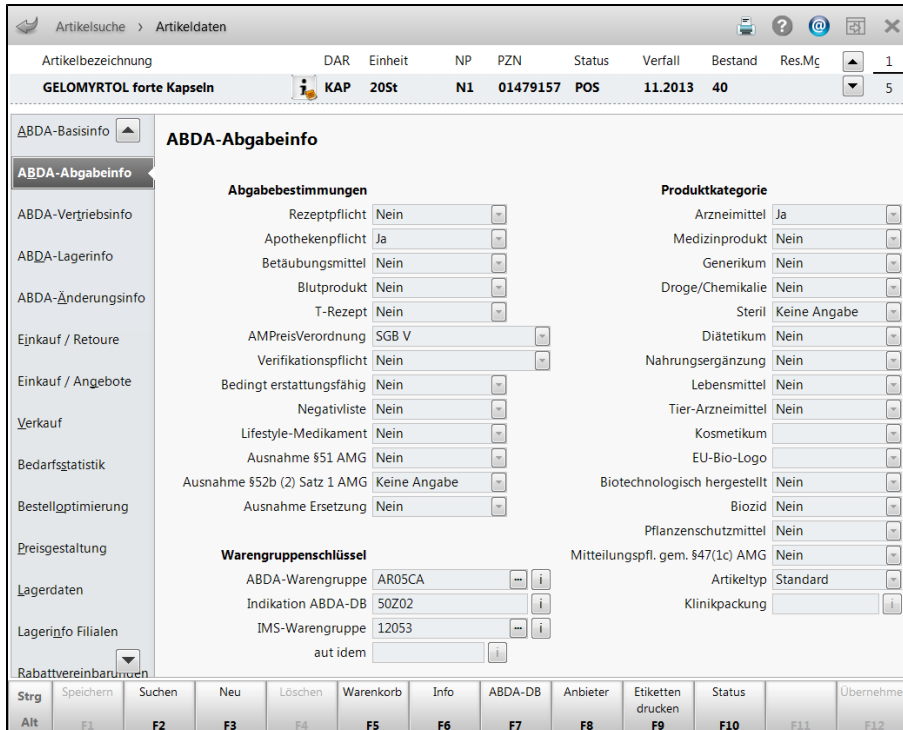 Artikelsuche > Artikeldaten
Artikelbezeichnung DAR Einheit NP PZN Status Verfall Bestand Res.Mg 1
GELOMYRTOL forte Kapseln KAP 20St N1 01479157 POS 11.2013 40 5
ABDA-Basisinfo
ABDA-Abgabeinfo
ABDA-Vertriebsinfo
ABDA-Lagerinfo
ABDA-Änderungsinfo
Einkauf / Retoure
Einkauf / Angebote
Verkauf
Bedarfsstatistik
Bestelloptimierung
Preisgestaltung
Lagerdaten
Lagerinfo Filialen
Rabattvereinbarungen
ABDA-Abgabeinfo
Abgabebestimmungen
Rezeptpflicht Nein
Apothekenpflicht Ja
Betäubungsmittel Nein
Blutprodukt Nein
T-Rezept Nein
AMPreisVerordnung SGB V
Verifikationspflicht Nein
Bedingt erstattungsfähig Nein
Negativliste Nein
Lifestyle-Medikament Nein
Ausnahme §51 AMG Nein
Ausnahme §52b (2) Satz 1 AMG Keine Angabe
Ausnahme Ersetzung Nein
Warengruppenschlüssel
ABDA-Warengruppe AR05CA ... i
Indikation ABDA-DB 50Z02 i
IMS-Warengruppe 12053 ... i
aut idem i
Produktkategorie
Arzneimittel Ja
Medizinprodukt Nein
Generikum Nein
Droge/Chemikalie Nein
Steril Keine Angabe
Diätetikum Nein
Nahrungsergänzung Nein
Lebensmittel Nein
Tier-Arzneimittel Nein
Kosmetikum
EU-Bio-Logo
Biotechnologisch hergestellt Nein
Biozid Nein
Pflanzenschutzmittel Nein
Mitteilungspfl. gem. §47(1c) AMG Nein
Artikeltyp Standard
Klinikpackung i
Strg Speichern Suchen Neu Löschen Warenkorb Info ABDA-DB Anbieter Etiketten Status Übernehme
drucken
Alt F1 F2 F3 F4 F5 F6 F7 F8 F9 F10 F11 F12